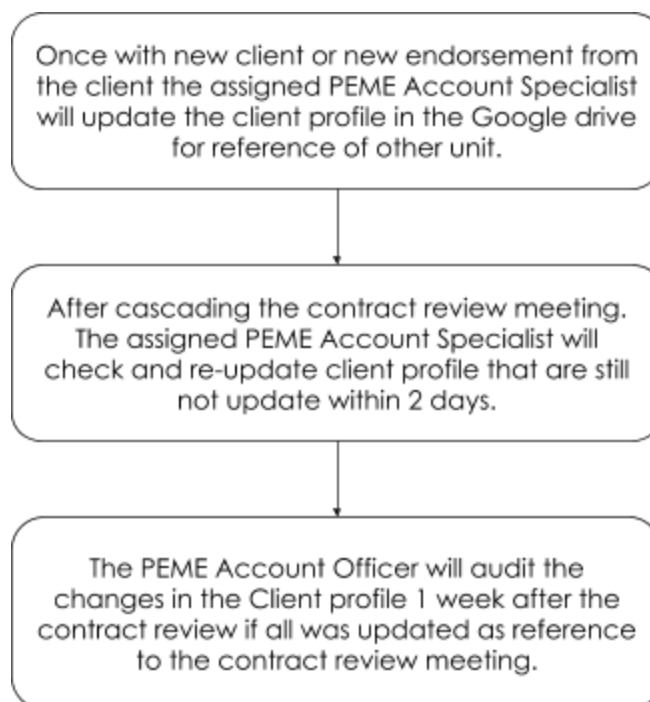 Once with new client or new endorsement from
the client the assigned PEME Account Specialist
will update the client profile in the Google drive
for reference of other unit.
After cascading the contract review meeting.
The assigned PEME Account Specialist will
check and re-update client profile that are still
not update within 2 days.
The PEME Account Officer will audit the
changes in the Client profile 1 week after the
contract review if all was updated as reference
to the contract review meeting.